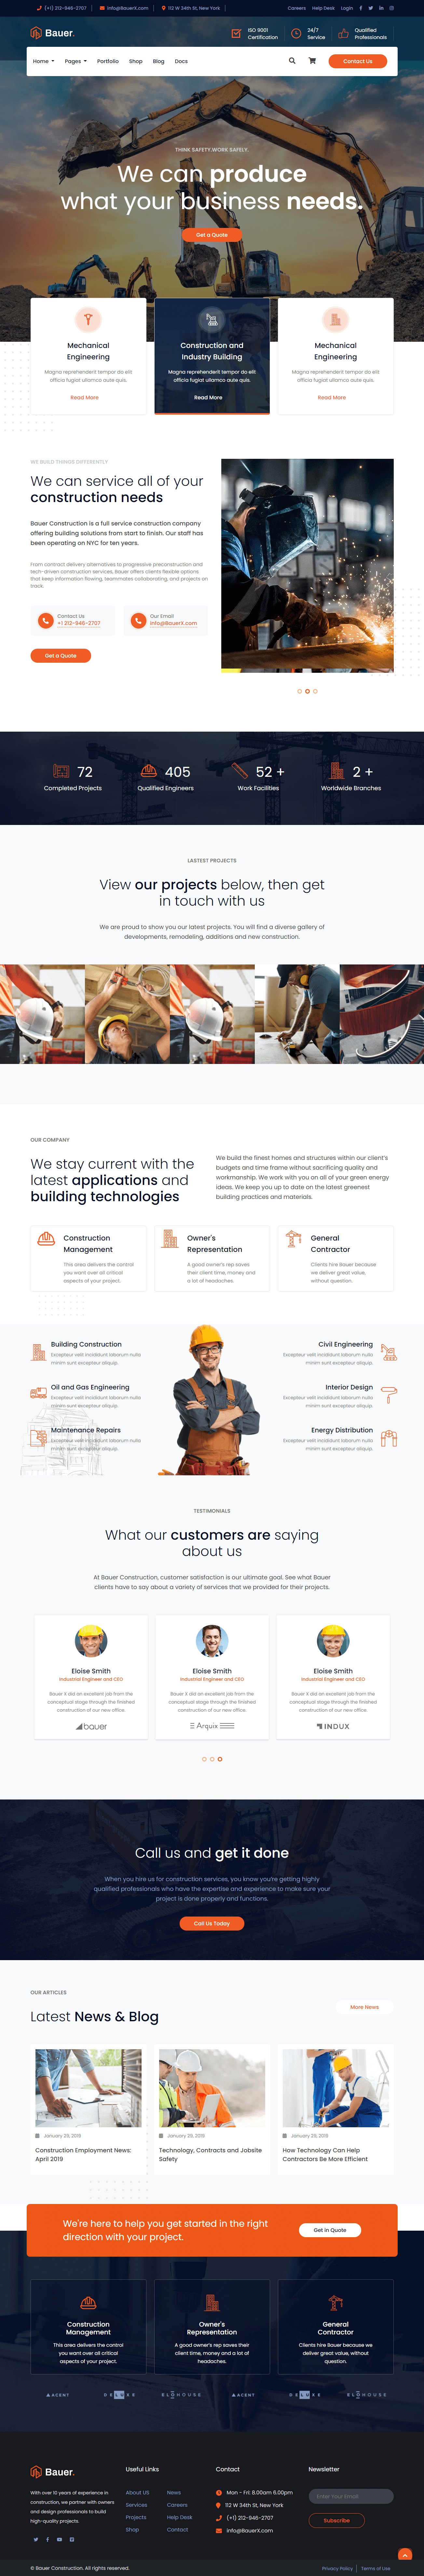 (+1) 212-946-2707
info@BauerX.com
112 W 34th St, New York
Careers Help Desk Login
Bauer.
ISO 9001
Certification
24/7
Service
Qualified
Professionals
Home Pages Portfolio Shop Blog Docs
Contact Us
THINK SAFETY.WORK SAFELY.
We can produce
what your business needs.
Get a Quote
Mechanical
Engineering
Magna reprehenderit tempor do elit
officia fugiat ullamco aute quis.
Read More
Construction and
Industry Building
Magna reprehenderit tempor do elit
officia fugiat ullamco aute quis.
Read More
Mechanical
Engineering
Magna reprehenderit tempor do elit
officia fugiat ullamco aute quis.
Read More
WE BUILD THINGS DIFFERENTLY
We can service all of your
construction needs
Bauer Construction is a full service construction company
offering building solutions from start to finish. Our staff has
been operating on NYC for ten years.
From contract delivery alternatives to progressive preconstruction and
tech-driven construction services, Bauer offers clients flexible options
that keep information flowing, teammates collaborating, and projects on
track.
Contact Us
+1 212-946-2707
Our Email
info@BauerX.com
Get a Quote
72
Completed Projects
405
Qualified Engineers
52 +
Work Facilities
2 +
Worldwide Branches
LASTEST PROJECTS
View our projects below, then get
in touch with us
We are proud to show you our latest projects. You will find a diverse gallery of
developments, remodeling, additions and new construction.
OUR COMPANY
We stay current with the
latest applications and
building technologies
We build the finest homes and structures within our client's
budgets and time frame without sacrificing quality and
workmanship. We work with you on all of your green energy
ideas. We keep you up to date on the latest greenest
building practices and materials.
Construction
Management
This area delivers the control
you want over all critical
aspects of your project.
Owner's
Representation
A good owner's rep saves
their client time, money and
a lot of headaches.
General
Contractor
Clients hire Bauer because
we deliver great value,
without question.
Building Construction
Excepteur velit incididunt laborum nulla
minim sunt excepteur aliquip.
Oil and Gas Engineering
Excepteur velit incididunt laborum nulla
minim sunt excepteur aliquip.
Maintenance Repairs
Excepteur velit incididunt laborum nulla
minim sunt excepteur aliquip.
Civil Engineering
Excepteur velit incididunt laborum nulla
minim sunt excepteur aliquip.
Interior Design
Excepteur velit incididunt laborum nulla
minim sunt excepteur aliquip.
Energy Distribution
Excepteur velit incididunt laborum nulla
minim sunt excepteur aliquip.
TESTIMONIALS
What our customers are saying
about us
At Bauer Construction, customer satisfaction is our ultimate goal. See what Bauer
clients have to say about a variety of services that we provided for their projects.
Eloise Smith
Industrial Engineer and CEO
Bauer X did an excellent job from the
conceptual stage through the finished
construction of our new office.
bauer
Eloise Smith
Industrial Engineer and CEO
Bauer X did an excellent job from the
conceptual stage through the finished
construction of our new office.
Arquix
Eloise Smith
Industrial Engineer and CEO
Bauer X did an excellent job from the
conceptual stage through the finished
construction of our new office.
INDUX
Call us and get it done
When you hire us for construction services, you know you're getting highly
qualified professionals who have the expertise and experience to make sure your
project is done properly and functions.
Call Us Today
OUR ARTICLES
Latest News & Blog
More News
January 29, 2019
Construction Employment News:
April 2019
January 29, 2019
Technology, Contracts and Jobsite
Safety
January 29, 2019
How Technology Can Help
Contractors Be More Efficient
We're here to help you get started in the right
direction with your project.
Get in Quote
Construction
Management
This area delivers the control
you want over all critical
aspects of your project.
Owner's
Representation
A good owner's rep saves their
client time, money and a lot of
headaches.
General
Contractor
Clients hire Bauer because we
deliver great value, without
question.
ACENT DELUXE ELOHOUSE ACENT DELUXE ELOHOUSE
Bauer.
With over 10 years of experience in
construction, we partner with owners
and design professionals to build
high-quality projects.
Useful Links
About US News
Services Careers
Projects Help Desk
Shop Contact
Contact
Mon - Fri: 8.00am 6.00pm
112 W 34th St, New York
(+1) 212-946-2707
info@BauerX.com
Newsletter
Enter Your Email
Subscribe
© Bauer Construction. All rights reserved.
Privacy Policy Terms of Use